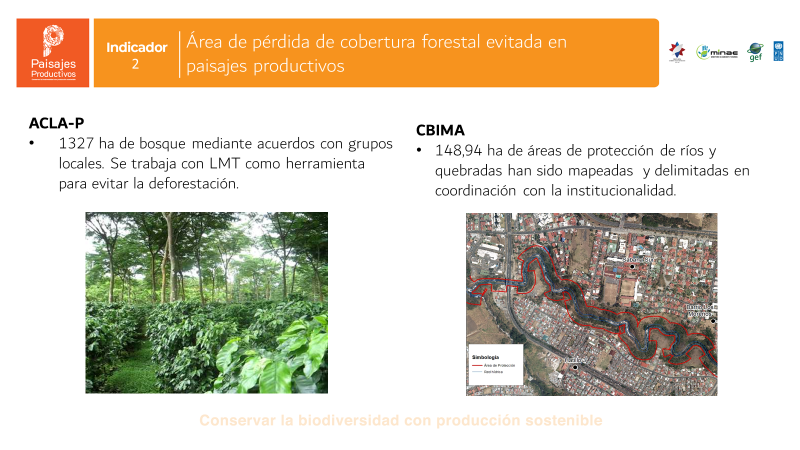 Paisajes
Productivos
Indicador
2
Área de pérdida de cobertura forestal evitada en
paisajes productivos
minae
gef
ACLA-P
• 1327 ha de bosque mediante acuerdos con grupos
locales. Se trabaja con LMT como herramienta
para evitar la deforestación.
CBIMA
• 148,94 ha de áreas de protección de ríos y
quebradas han sido mapeadas y delimitadas en
coordinación con la institucionalidad.
Simbología
Área de Protección
Conservar la biodiversidad con producción sostenible